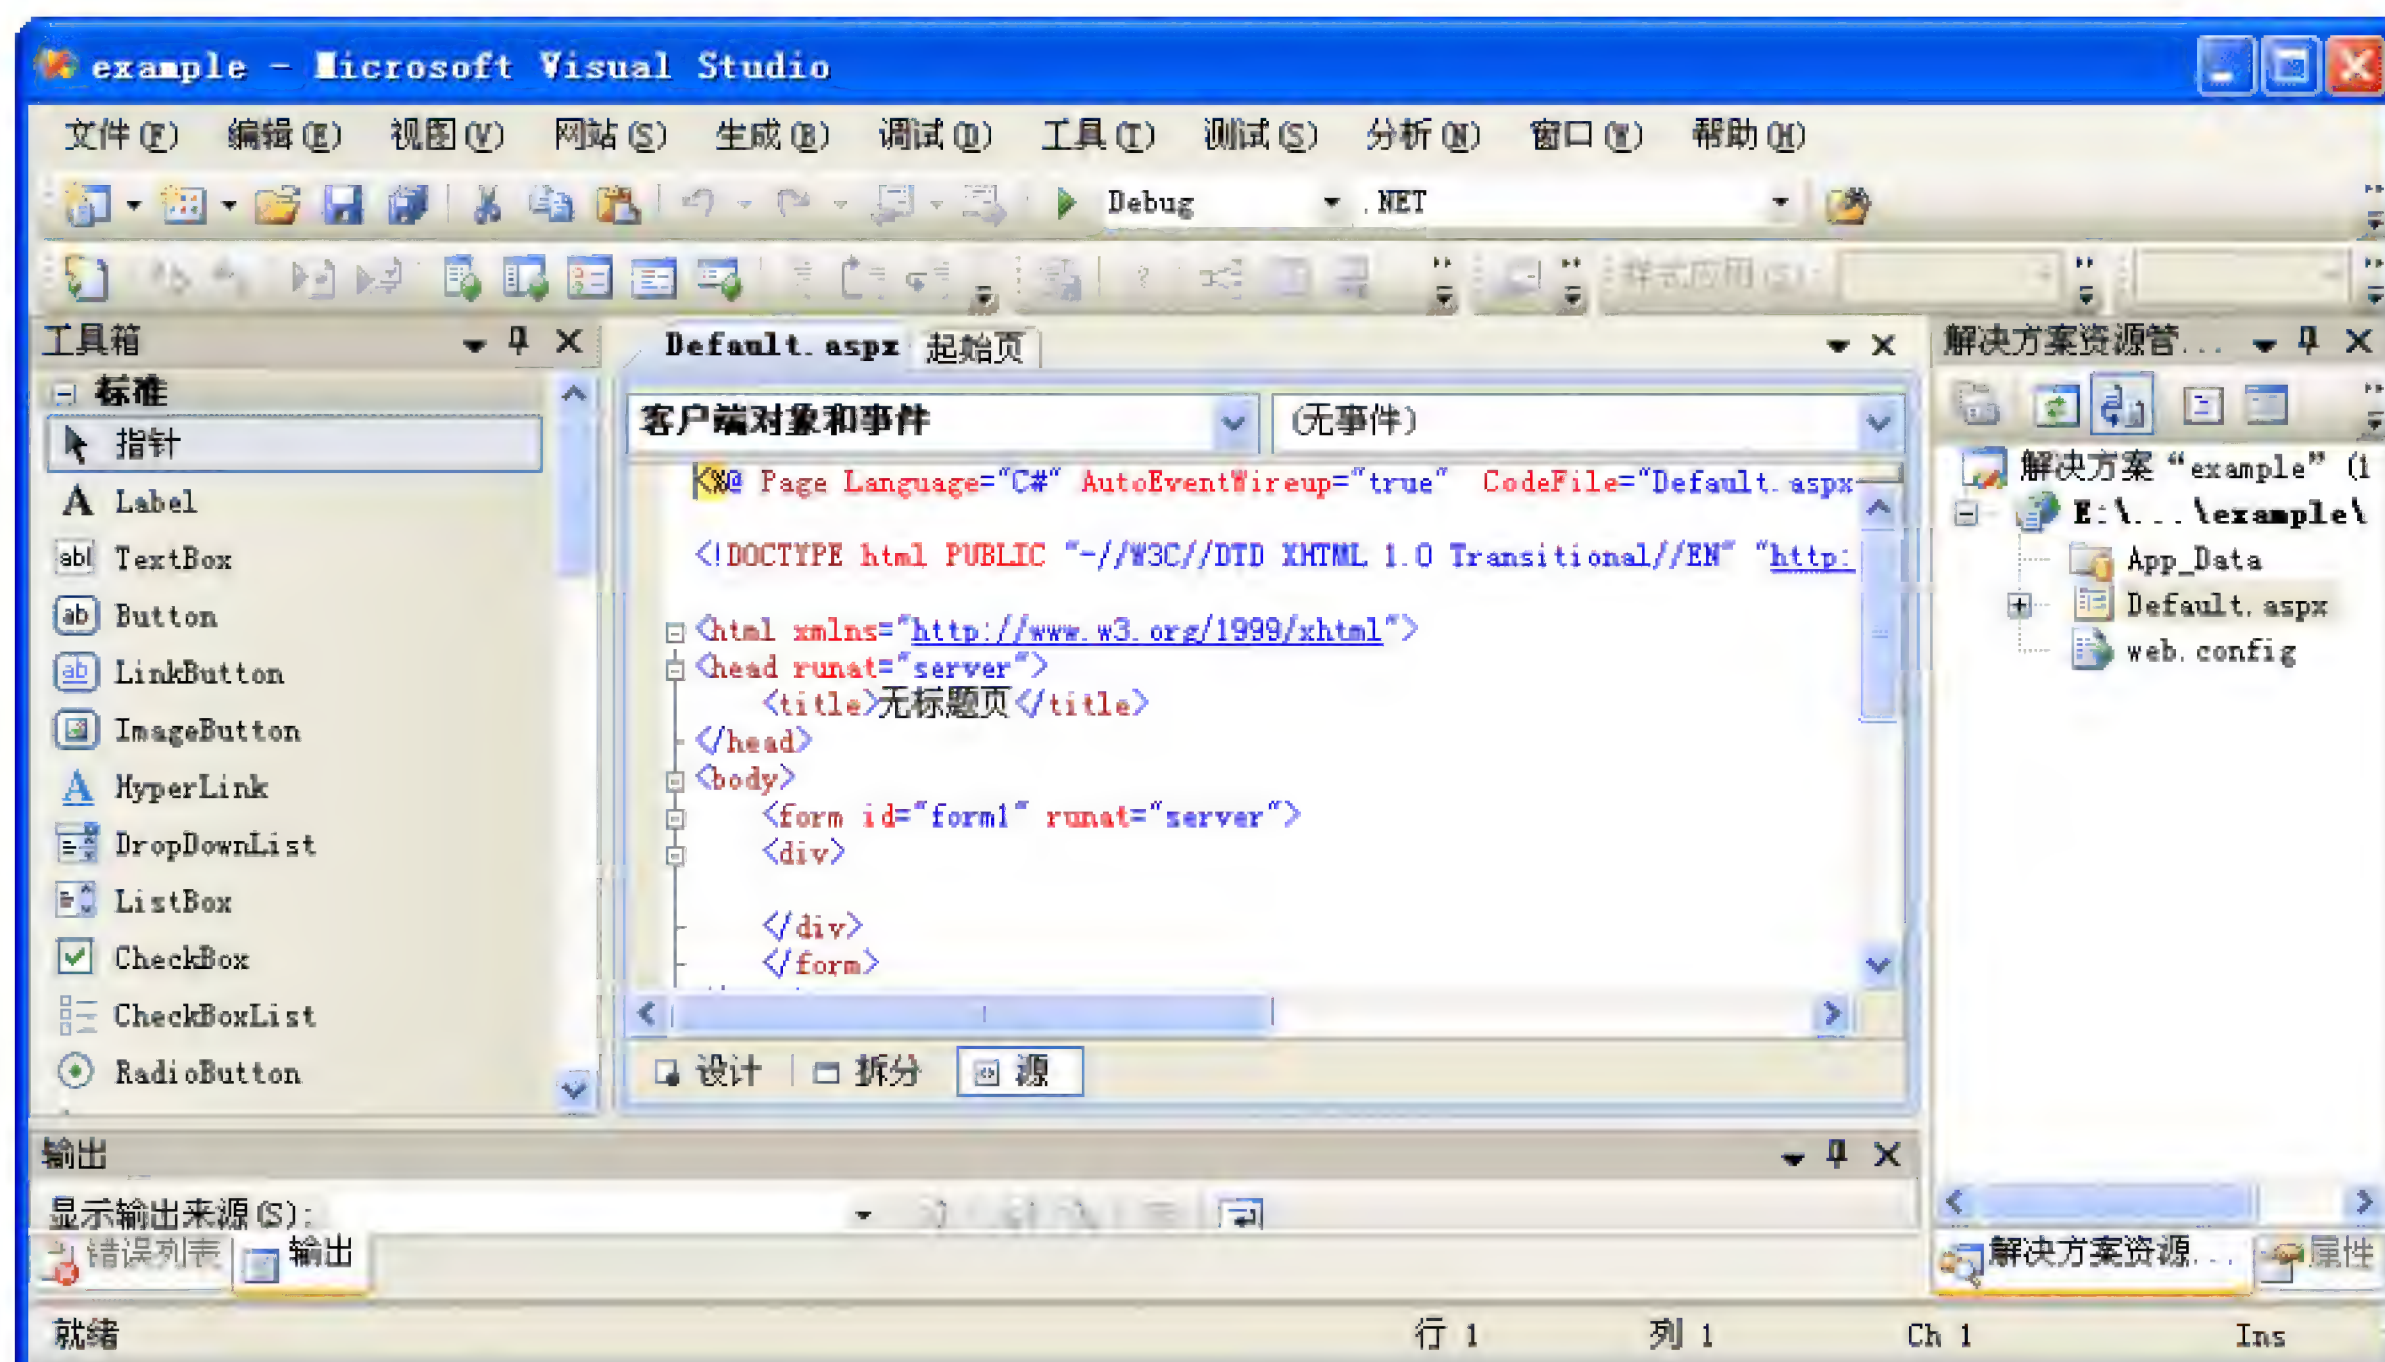 example - Microsoft Visual Studio
文件(F) 编辑(E) 视图(V) 网站(S) 生成(B) 调试(D) 工具(T) 测试(S) 分析(N) 窗口(W) 帮助(H)
Debug .NET
样式应用(S):
工具箱
标准
指针
Label
TextBox
Button
LinkButton
ImageButton
HyperLink
DropDownList
ListBox
CheckBox
CheckBoxList
RadioButton
Default.aspx 起始页
客户端对象和事件 (无事件)
<%@ Page Language="C#" AutoEventWireup="true" CodeFile="Default.aspx
<!DOCTYPE html PUBLIC "-//W3C//DTD XHTML 1.0 Transitional//EN" "http:
<html xmlns="http://www.w3.org/1999/xhtml">
<head runat="server">
<title>无标题页</title>
</head>
<body>
<form id="form1" runat="server">
<div>
</div>
</form>
设计 拆分 源
解决方案资源管...
解决方案 “example” (1
E:\...\example\
App_Data
Default.aspx
web.config
解决方案资源... 属性
输出
显示输出来源(S):
错误列表 输出
就绪 行 1 列 1 Ch 1 Ins